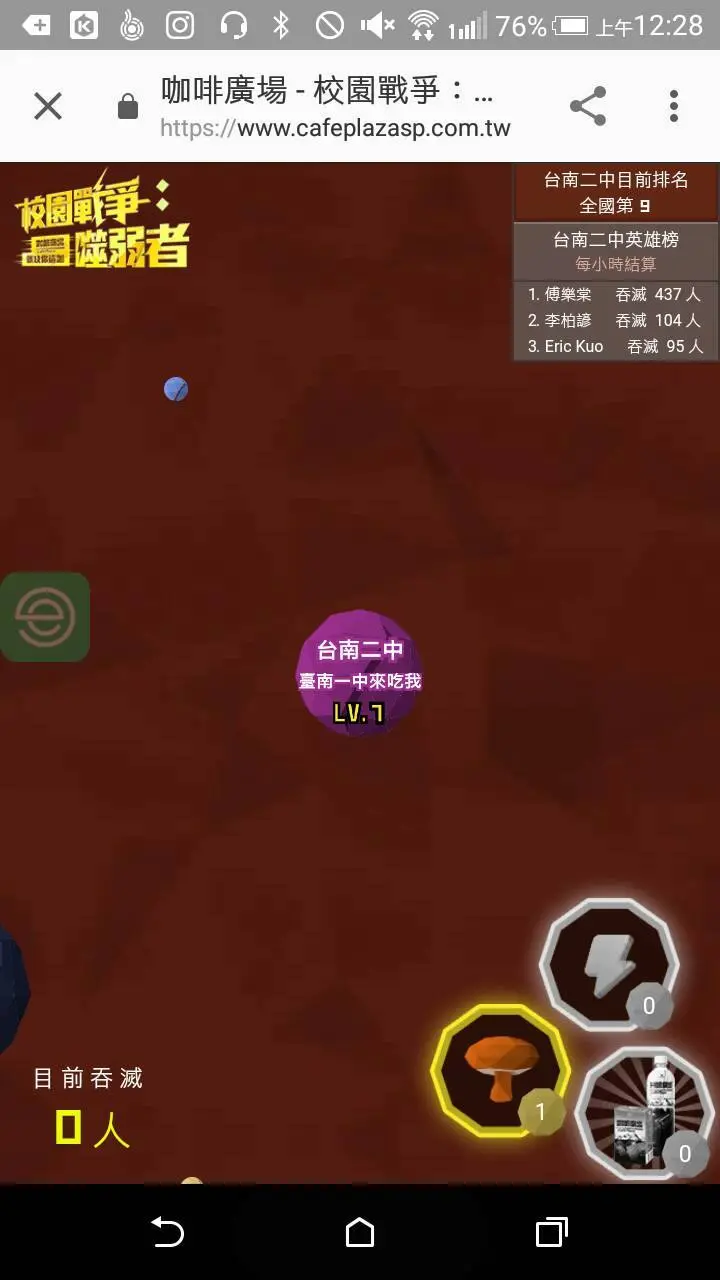 76% 上午12:28
咖啡廣場 - 校園戰爭：...
https://www.cafeplazasp.com.tw
校園戰爭：
噬弱者
台南二中目前排名
全國第 9
台南二中英雄榜
每小時結算
1. 傅樂棠 吞滅 437 人
2. 李柏諺 吞滅 104 人
3. Eric Kuo 吞滅 95 人
台南二中
臺南一中來吃我
LV.7
0
1
0
目前吞滅
0人